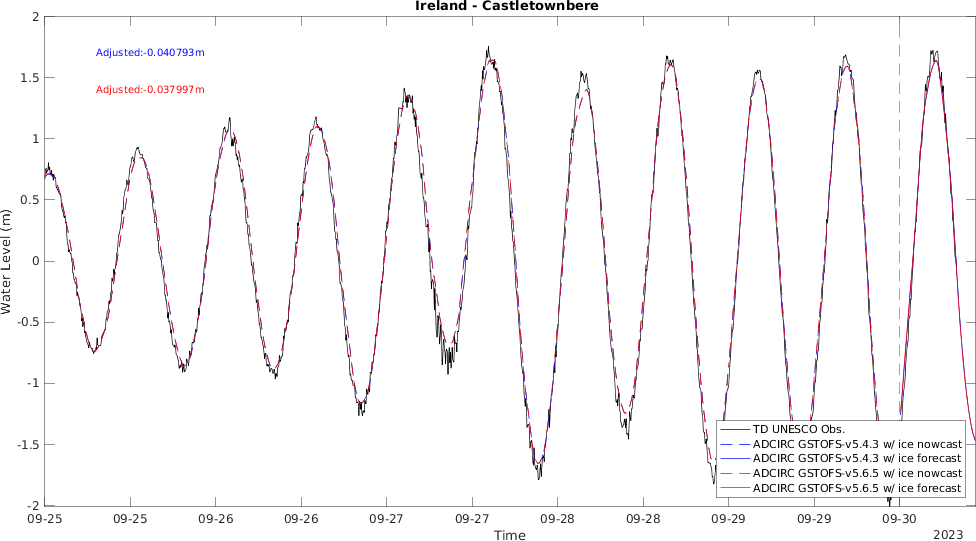 Ireland - Castletownbere
2
1.5
1
0.5
0
-0.5
-1
-1.5
-2
Water Level (m)
Adjusted:-0.040793m
Adjusted:-0.037997m
TD UNESCO Obs.
ADCIRC GSTOFS-v5.4.3 w/ ice nowcast
ADCIRC GSTOFS-v5.4.3 w/ ice forecast
ADCIRC GSTOFS-v5.6.5 w/ ice nowcast
ADCIRC GSTOFS-v5.6.5 w/ ice forecast
09-25 09-25 09-26 09-26 09-27 09-27 09-28 09-28 09-29 09-29 09-30
Time
2023